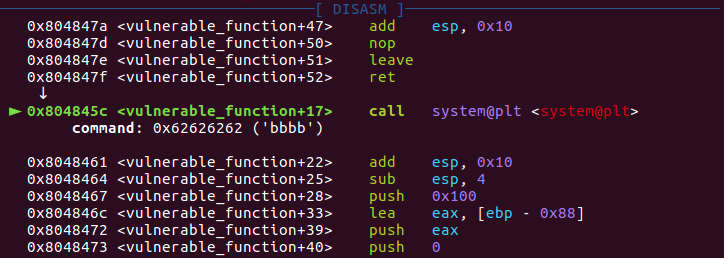 [ DISASM ]
0x804847a <vulnerable_function+47> add esp, 0x10
0x804847d <vulnerable_function+50> nop
0x804847e <vulnerable_function+51> leave
0x804847f <vulnerable_function+52> ret
↓
► 0x804845c <vulnerable_function+17> call system@plt <system@plt>
command: 0x62626262 ('bbbb')
0x8048461 <vulnerable_function+22> add esp, 0x10
0x8048464 <vulnerable_function+25> sub esp, 4
0x8048467 <vulnerable_function+28> push 0x100
0x804846c <vulnerable_function+33> lea eax, [ebp - 0x88]
0x8048472 <vulnerable_function+39> push eax
0x8048473 <vulnerable_function+40> push 0